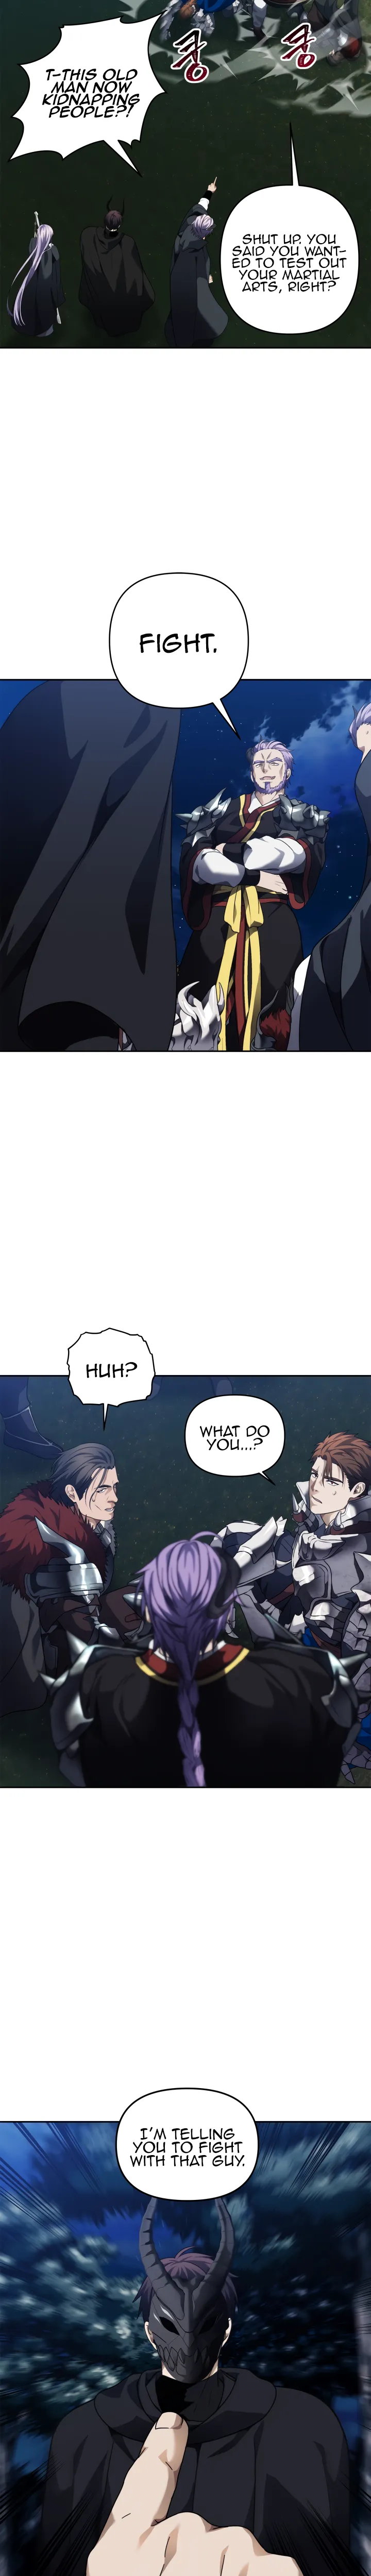 쿵
쿵
T-THIS OLD
MAN NOW
KIDNAPPING
PEOPLE?!
SHUT UP. YOU
SAID YOU WANT-
ED TO TEST OUT
YOUR MARTIAL
ARTS, RIGHT?
FIGHT.
HUH?
WHAT DO
YOU...?
I'M TELLING
YOU TO FIGHT
WITH THAT GUY.